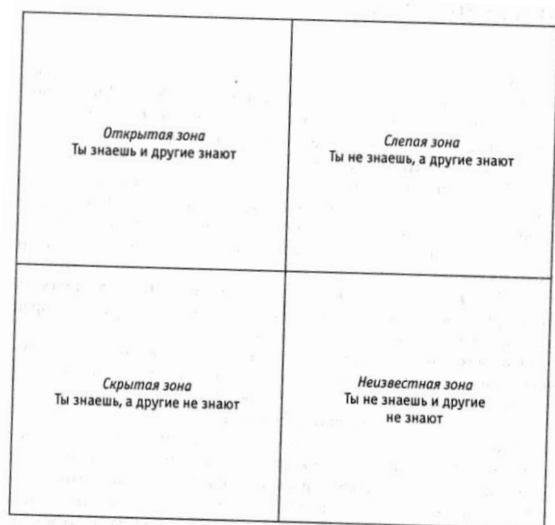 Открытая зона
Ты знаешь и другие знают
Слепая зона
Ты не знаешь, а другие знают
Скрытая зона
Ты знаешь, а другие не знают
Неизвестная зона
Ты не знаешь и другие
не знают